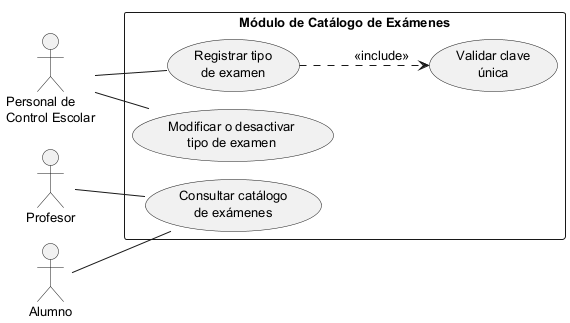 Módulo de Catálogo de Exámenes
Registrar tipo
de examen
«include»
Validar clave
única
Personal de
Control Escolar
Modificar o desactivar
tipo de examen
Consultar catálogo
de exámenes
Profesor
Alumno